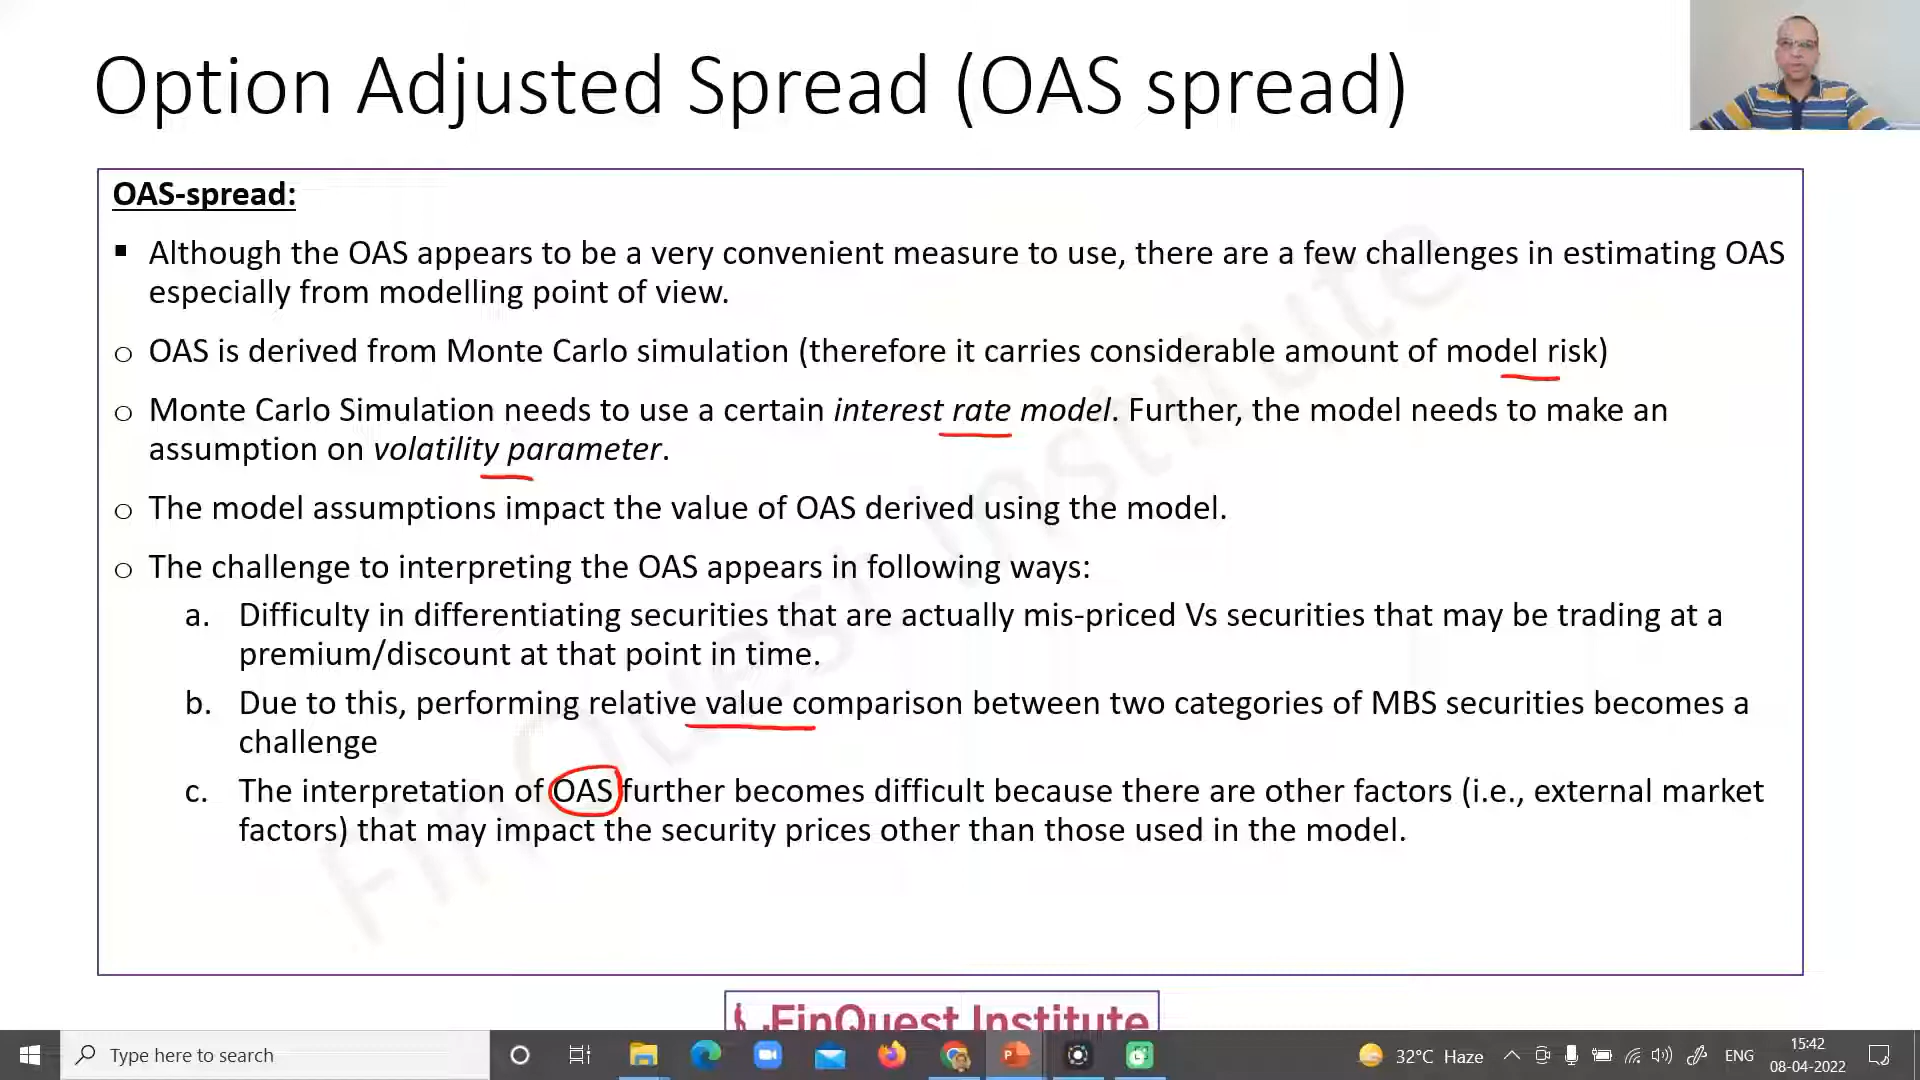 Option Adjusted Spread (OAS spread)
OAS-spread:
▪ Although the OAS appears to be a very convenient measure to use, there are a few challenges in estimating OAS
especially from modelling point of view.
o OAS is derived from Monte Carlo simulation (therefore it carries considerable amount of model risk)
o Monte Carlo Simulation needs to use a certain interest rate model. Further, the model needs to make an
assumption on volatility parameter.
o The model assumptions impact the value of OAS derived using the model.
o The challenge to interpreting the OAS appears in following ways:
a. Difficulty in differentiating securities that are actually mis-priced Vs securities that may be trading at a
premium/discount at that point in time.
b. Due to this, performing relative value comparison between two categories of MBS securities becomes a
challenge
c. The interpretation of OAS further becomes difficult because there are other factors (i.e., external market
factors) that may impact the security prices other than those used in the model.
FinQuest Institute
FinQuest Institute
Type here to search
32°C Haze
ENG
15:42
08-04-2022